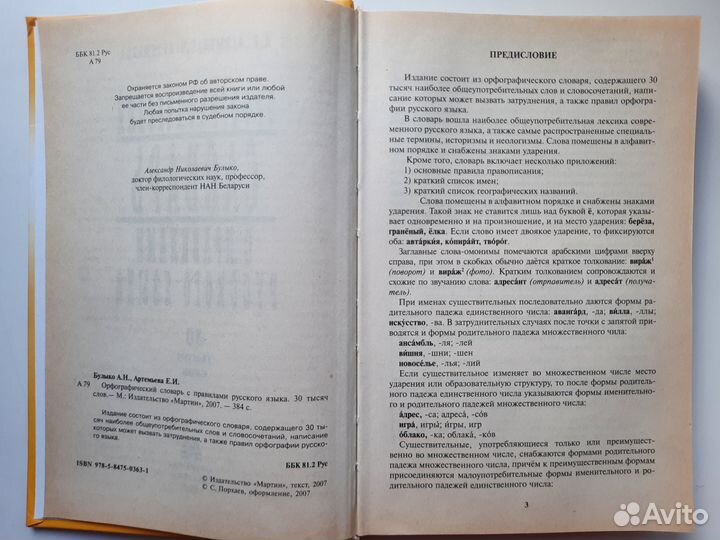 ББК 81.2 Рус
А 79
Охраняется законом РФ об авторском праве.
Запрещается воспроизведение всей книги или любой
ее части без письменного разрешения издателя.
Любая попытка нарушения закона
будет преследоваться в судебном порядке.
Александр Николаевич Булыко,
доктор филологических наук, профессор,
член-корреспондент НАН Беларуси
Булыко А.Н., Артемьева Е.И.
А 79 Орфографический словарь с правилами русского языка. 30 тысяч
слов.— М.: Издательство «Мартин», 2007. — 384 с.
Издание состоит из орфографического словаря, содержащего 30 ты-
сяч наиболее общеупотребительных слов и словосочетаний, написание
которых может вызвать затруднения, а также правил орфографии русско-
го языка.
ББК 81.2 Рус
ISBN 978-5-8475-0363-1
© Издательство «Мартин», текст, 2007
© С. Порхаев, оформление, 2007
ПРЕДИСЛОВИЕ
Издание состоит из орфографического словаря, содержащего 30
тысяч наиболее общеупотребительных слов и словосочетаний, напи-
сание которых может вызвать затруднения, а также правил орфогра-
фии русского языка.
В словарь вошла наиболее общеупотребительная лексика совре-
менного русского языка, а также самые распространенные специаль-
ные термины, историзмы и неологизмы. Слова помещены в алфавит-
ном порядке и снабжены знаками ударения.
Кроме того, словарь включает несколько приложений:
1) основные правила правописания;
2) краткий список имен;
3) краткий список географических названий.
Слова помещены в алфавитном порядке и снабжены знаками
ударения. Такой знак не ставится лишь над буквой ё, которая указы-
вает одновременно и на произношение, и на место ударения: берёза,
гранёный, ёлка. Если слово имеет двоякое ударение, то фиксируются
оба: авта́рки́я, ко́пира́йт, тво́ро́г.
Заглавные слова-омонимы помечаются арабскими цифрами вверху
справа, при этом в скобках обычно даётся краткое толкование: вира́ж¹
(поворот) и вира́ж² (фото). Кратким толкованием сопровождаются и
схожие по звучанию слова: адреса́нт (отправитель) и адреса́т (получа-
тель).
При именах существительных последовательно даются формы ро-
дительного падежа единственного числа: аванга́рд, -да; ви́лла, -ллы;
иску́сство, -ва. В затруднительных случаях после точки с запятой приво-
дятся и формы родительного падежа множественного чила:
анса́мбль, -ля; -лей
ви́шня, -шни; -шен
новосе́лье, -лья; -лий
Если существительное изменяет во множественном числе место
ударения или образовательную структуру, то после формы родитель-
ного падежа единственного числа указываются формы именительно-
го и родительного падежей множественного числа:
а́дрес, -са; адреса́, -со́в
игра́, игры́; и́гры, игр
о́блако, -ка; облака́, -ко́в
Существительные, употребляющиеся только или преимуществен-
но во множественном числе, снабжаются формами родительного па-
дежа множественного числа, причём к преимущественным формам
присоединяются малоупотребительные формы именительного и ро-
дительного падежей единственного числа:
3
Avito